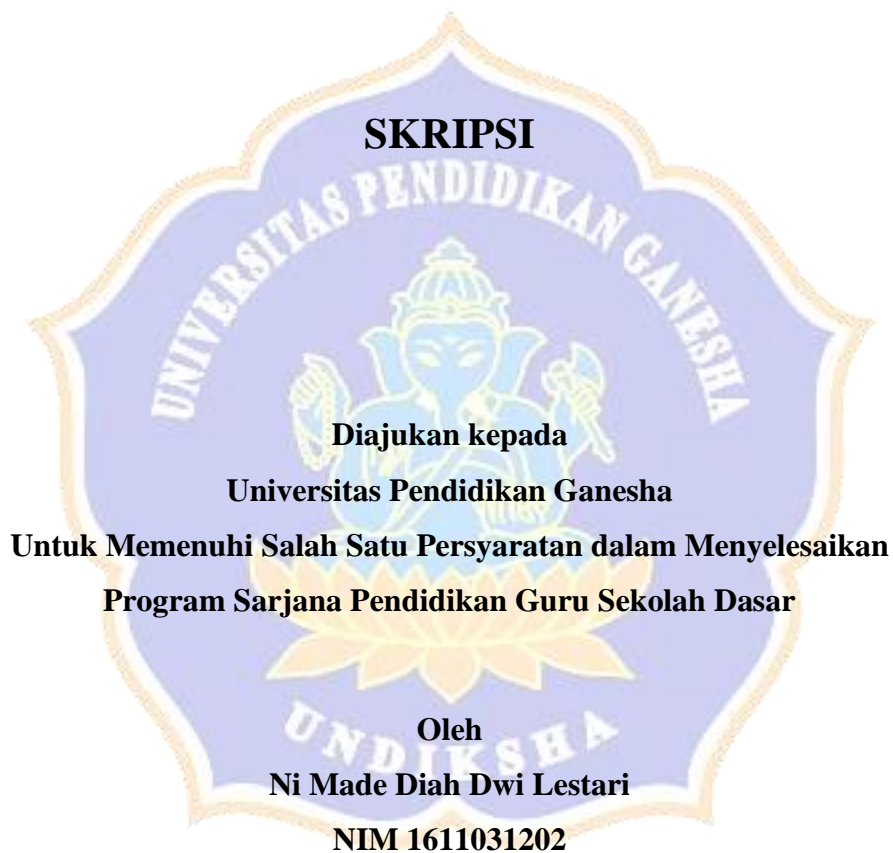 SKRIPSI
UNIVERSITAS PENDIDIKAN GANESHA
Diajukan kepada
Universitas Pendidikan Ganesha
Untuk Memenuhi Salah Satu Persyaratan dalam Menyelesaikan
Program Sarjana Pendidikan Guru Sekolah Dasar
UNDIKSHA
Oleh
Ni Made Diah Dwi Lestari
NIM 1611031202